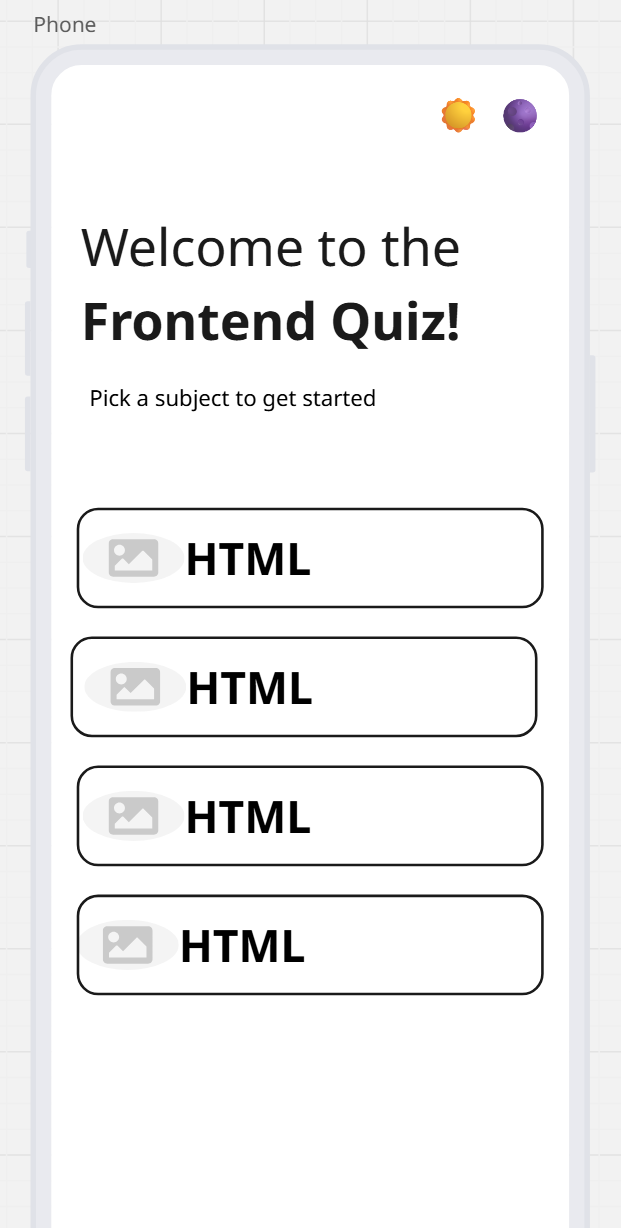 Phone
Welcome to the
Frontend Quiz!
Pick a subject to get started
HTML
HTML
HTML
HTML